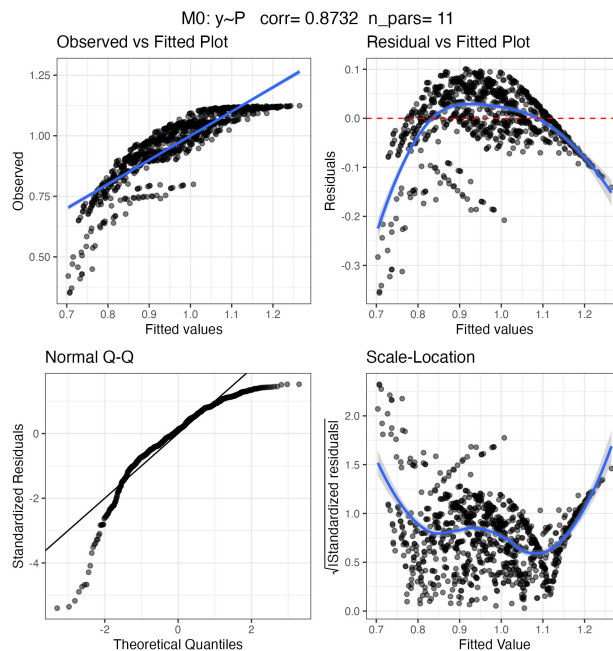 M0: y~P corr= 0.8732 n_pars= 11
Observed vs Fitted Plot
Residual vs Fitted Plot
Observed
1.25
1.00
0.75
0.50
0.7 0.8 0.9 1.0 1.1 1.2
Fitted values
Residuals
0.1
0.0
-0.1
-0.2
-0.3
0.7 0.8 0.9 1.0 1.1 1.2
Fitted values
Normal Q-Q
Scale-Location
Standardized Residuals
0
-2
-4
-2 0 2
Theoretical Quantiles
√|Standardized residuals|
2.0
1.5
1.0
0.5
0.0
0.7 0.8 0.9 1.0 1.1 1.2
Fitted Value